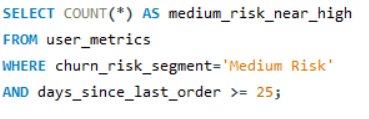 SELECT COUNT(*) AS medium_risk_near_high
FROM user_metrics
WHERE churn_risk_segment='Medium Risk'
AND days_since_last_order >= 25;